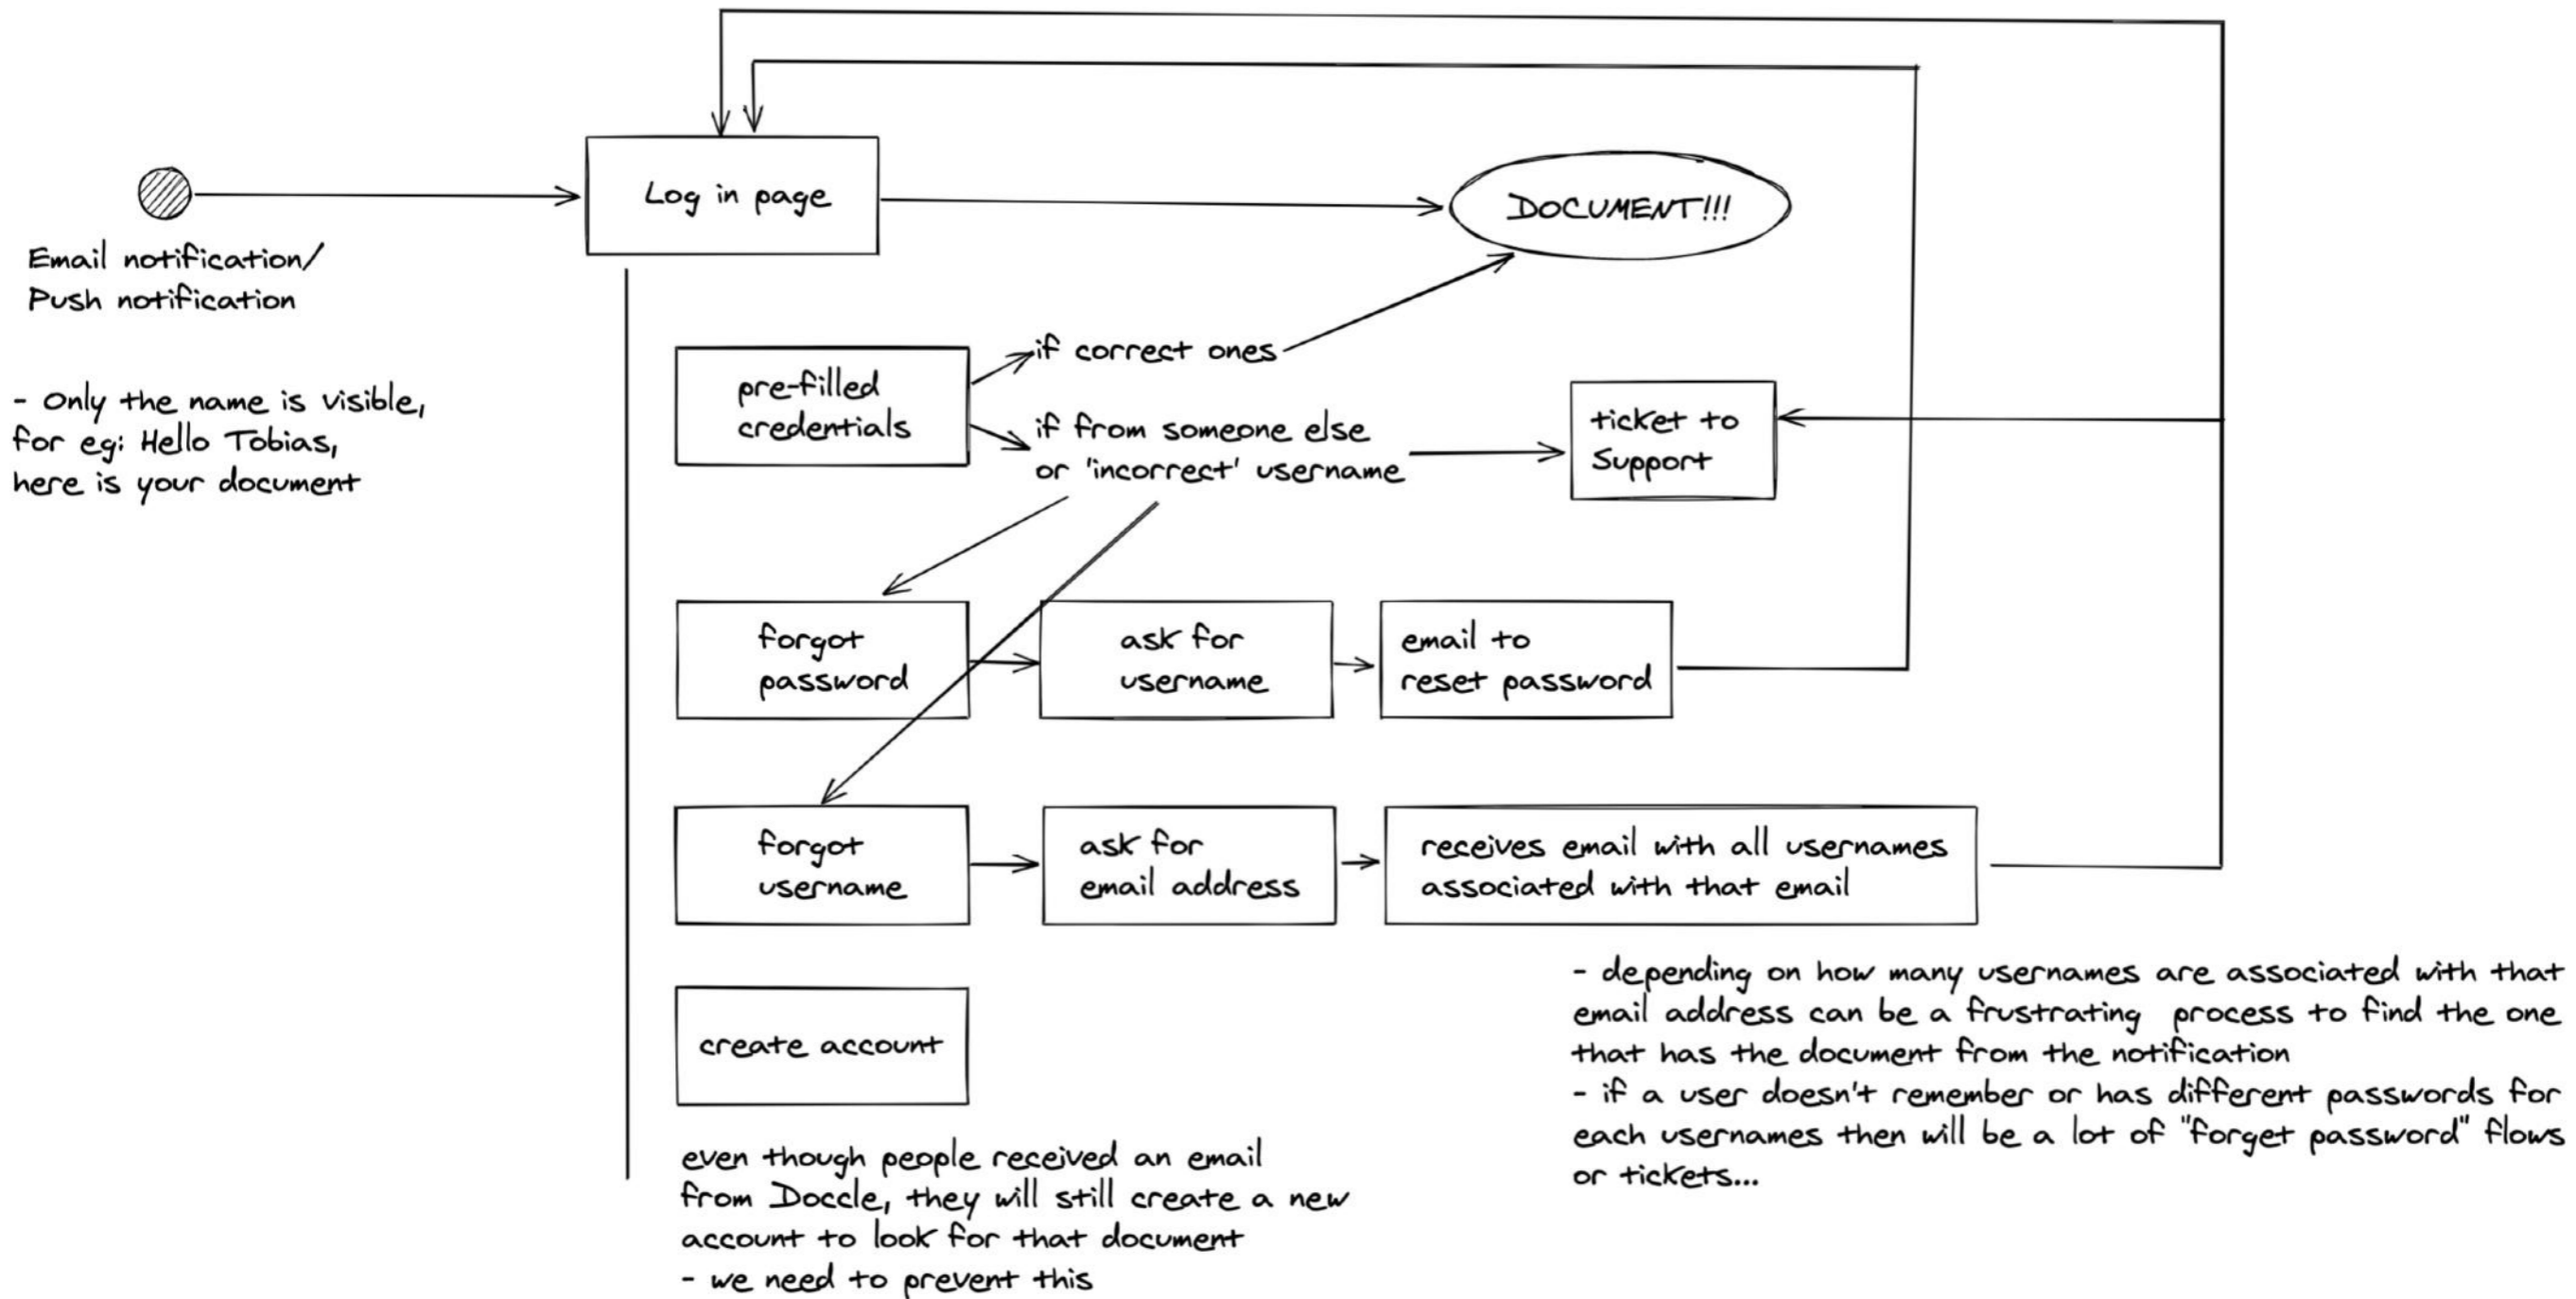 Log in page
DOCUMENT!!!
Email notification/
Push notification
- Only the name is visible,
for eg: Hello Tobias,
here is your document
pre-filled
credentials
if correct ones
if from someone else
or 'incorrect' username
ticket to
Support
forgot
password
ask for
username
email to
reset password
forgot
username
ask for
email address
receives email with all usernames
associated with that email
create account
even though people received an email
from Doccle, they will still create a new
account to look for that document
- we need to prevent this
- depending on how many usernames are associated with that
email address can be a frustrating process to find the one
that has the document from the notification
- if a user doesn't remember or has different passwords for
each usernames then will be a lot of "forget password" flows
or tickets...